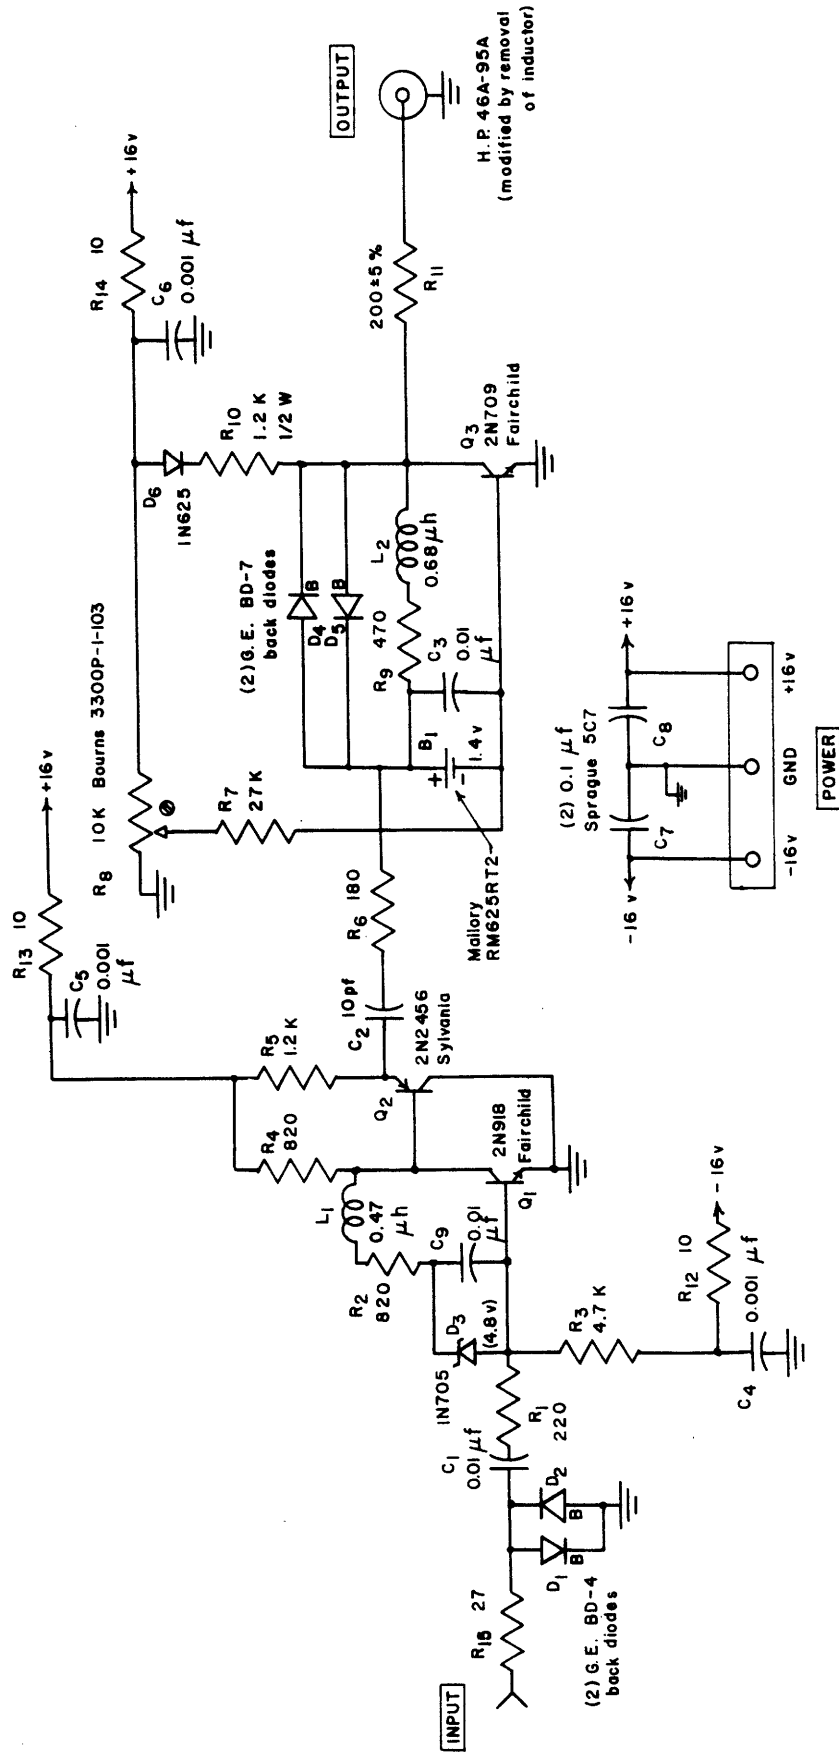 INPUT
R15 27
(2) G.E. BD-4
back diodes
D1
B
D2
B
C1
0.01 μf
R1
220
1N705
D3
(4.8v)
C9
0.01
μf
R2
820
L1
0.47
μh
R3
4.7 K
R12 10
-16v
C4
0.001 μf
R4
820
R5
1.2 K
Q1
2N918
Fairchild
Q2
2N2456
Sylvania
C2
10pf
R6 180
R13 10
+16v
C5
0.001
μf
R8 10K Bourns 3300P-1-103
R7
27K
Mallory
RM625RT2
B1
+
-
1.4v
(2) G.E. BD-7
back diodes
D4
B
D5
B
R9 470
L2
0.68μh
C3
0.01
μf
D6
1N625
R10
1.2 K
1/2 W
R14 10
+16v
C6
0.001 μf
Q3
2N709
Fairchild
200±5%
R11
OUTPUT
H.P. 46A-95A
(modified by removal
of inductor)
(2) 0.1 μf
Sprague 5C7
-16v
+16v
C7
C8
-16v
GND
+16v
POWER